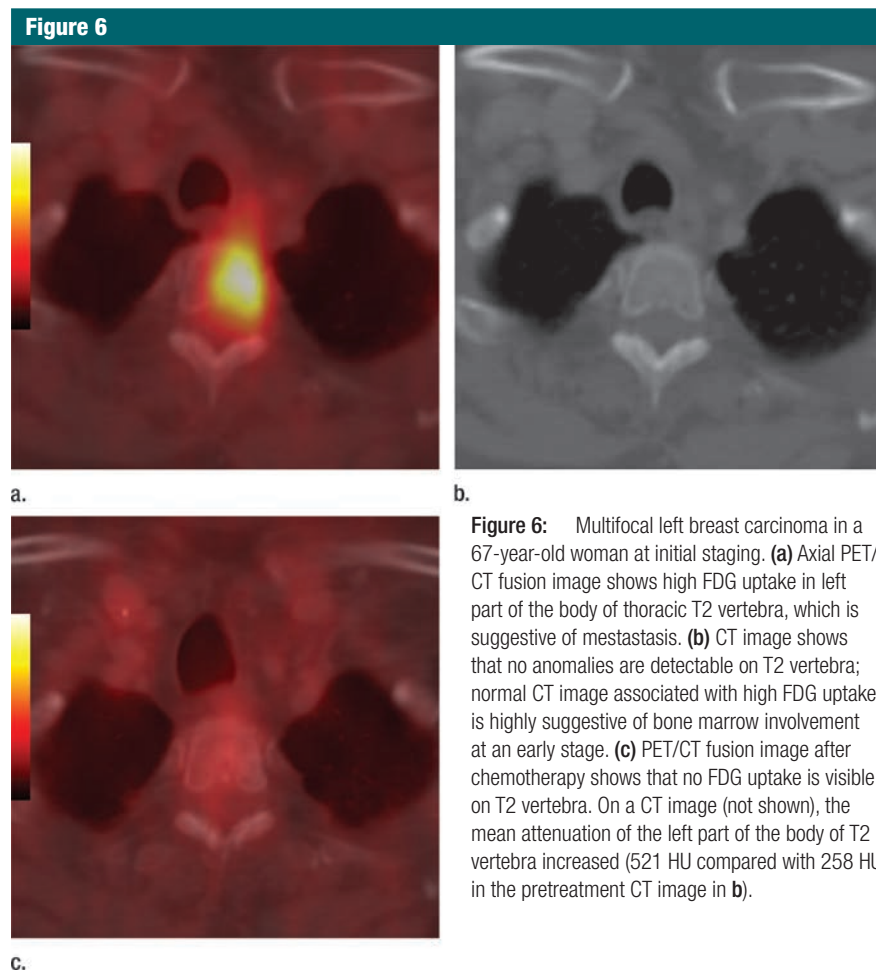 Figure 6
a.
b.
Figure 6: Multifocal left breast carcinoma in a
67-year-old woman at initial staging. (a) Axial PET/
CT fusion image shows high FDG uptake in left
part of the body of thoracic T2 vertebra, which is
suggestive of mestastasis. (b) CT image shows
that no anomalies are detectable on T2 vertebra;
normal CT image associated with high FDG uptake
is highly suggestive of bone marrow involvement
at an early stage. (c) PET/CT fusion image after
chemotherapy shows that no FDG uptake is visible
on T2 vertebra. On a CT image (not shown), the
mean attenuation of the left part of the body of T2
vertebra increased (521 HU compared with 258 HU
in the pretreatment CT image in b).
c.